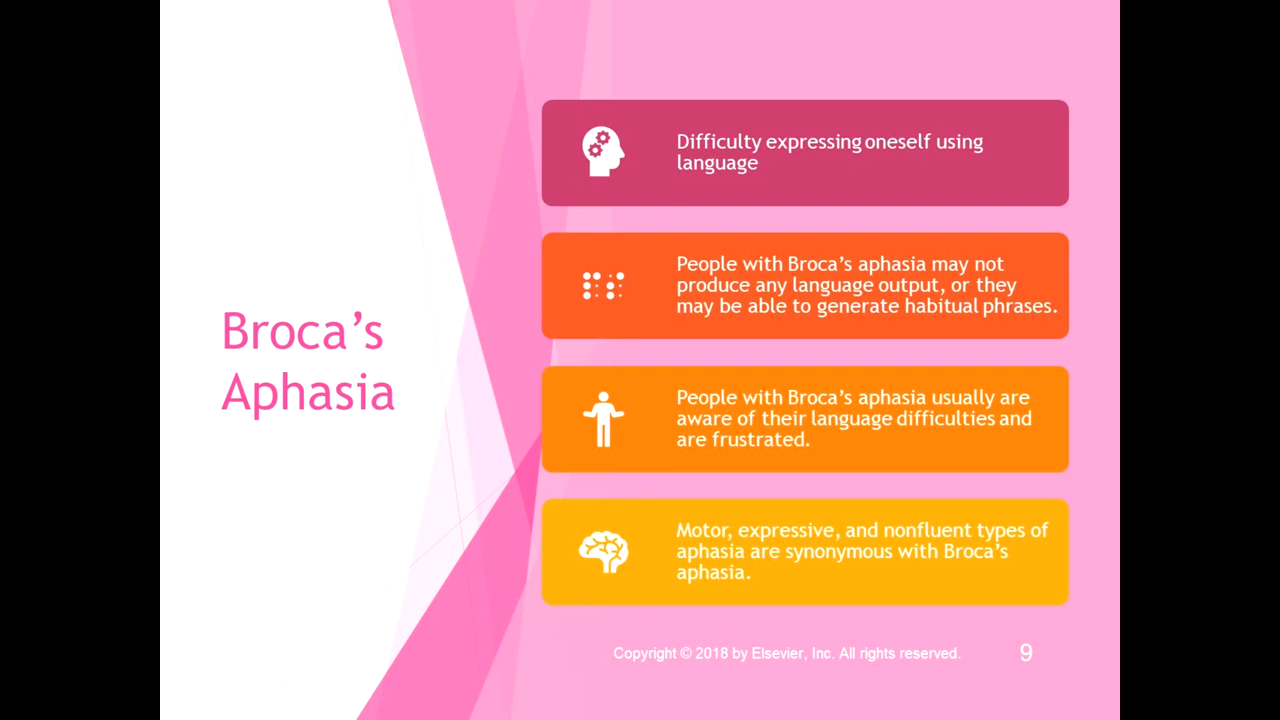 Broca's
Aphasia
Difficulty expressing oneself using
language
People with Broca's aphasia may not
produce any language output, or they
may be able to generate habitual phrases.
People with Broca's aphasia usually are
aware of their language difficulties and
are frustrated.
Motor, expressive, and nonfluent types of
aphasia are synonymous with Broca's
aphasia.
Copyright © 2018 by Elsevier, Inc. All rights reserved.
9